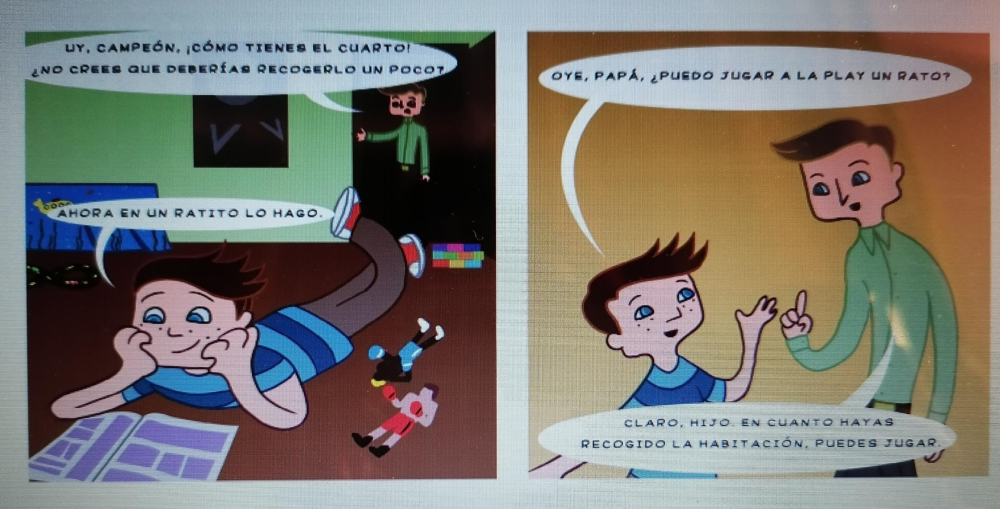 UY, CAMPEÓN, ¡CÓMO TIENES EL CUARTO!
¿NO CREES QUE DEBERÍAS RECOGERLO UN POCO?
AHORA EN UN RATITO LO HAGO.
OYE, PAPÁ, ¿PUEDO JUGAR A LA PLAY UN RATO?
CLARO, HIJO. EN CUANTO HAYAS
RECOGIDO LA HABITACIÓN, PUEDES JUGAR.